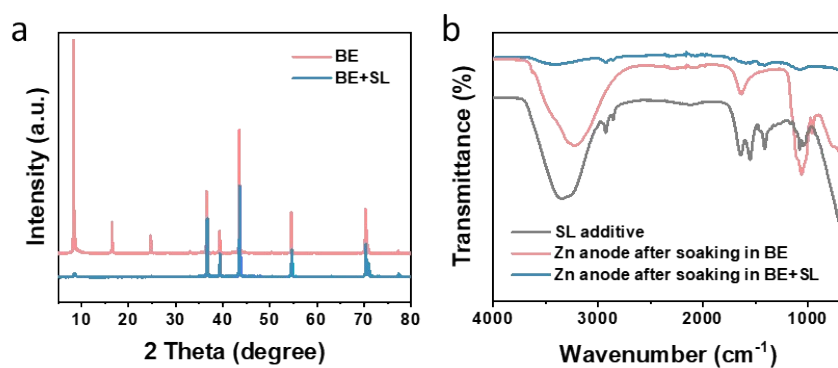 a
BE
BE+SL
Intensity (a.u.)
10 20 30 40 50 60 70 80
2 Theta (degree)
b
Transmittance (%)
SL additive
Zn anode after soaking in BE
Zn anode after soaking in BE+SL
4000 3000 2000 1000
Wavenumber (cm⁻¹)